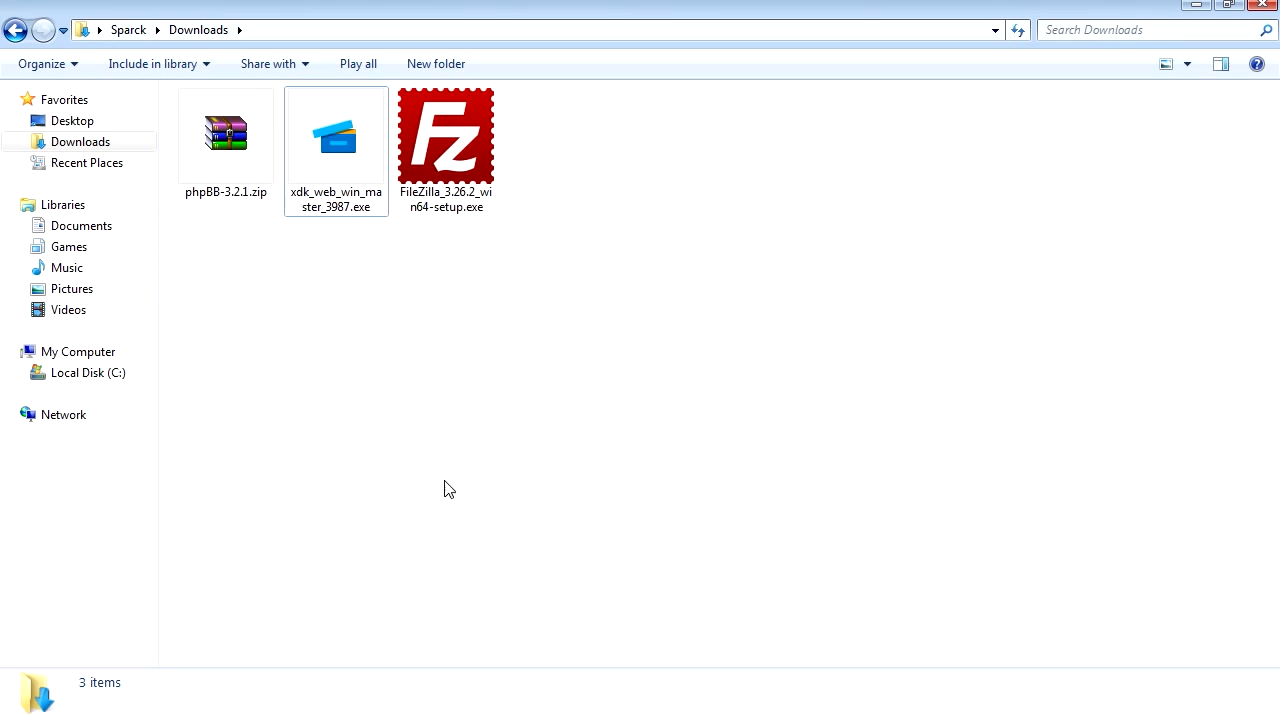 Sparck Downloads
Search Downloads
Organize Include in library Share with Play all New folder
Favorites
Desktop
Downloads
Recent Places
Libraries
Documents
Games
Music
Pictures
Videos
My Computer
Local Disk (C:)
Network
phpBB-3.2.1.zip
xdk_web_win_ma
ster_3987.exe
Fz
FileZilla_3.26.2_wi
n64-setup.exe
3 items